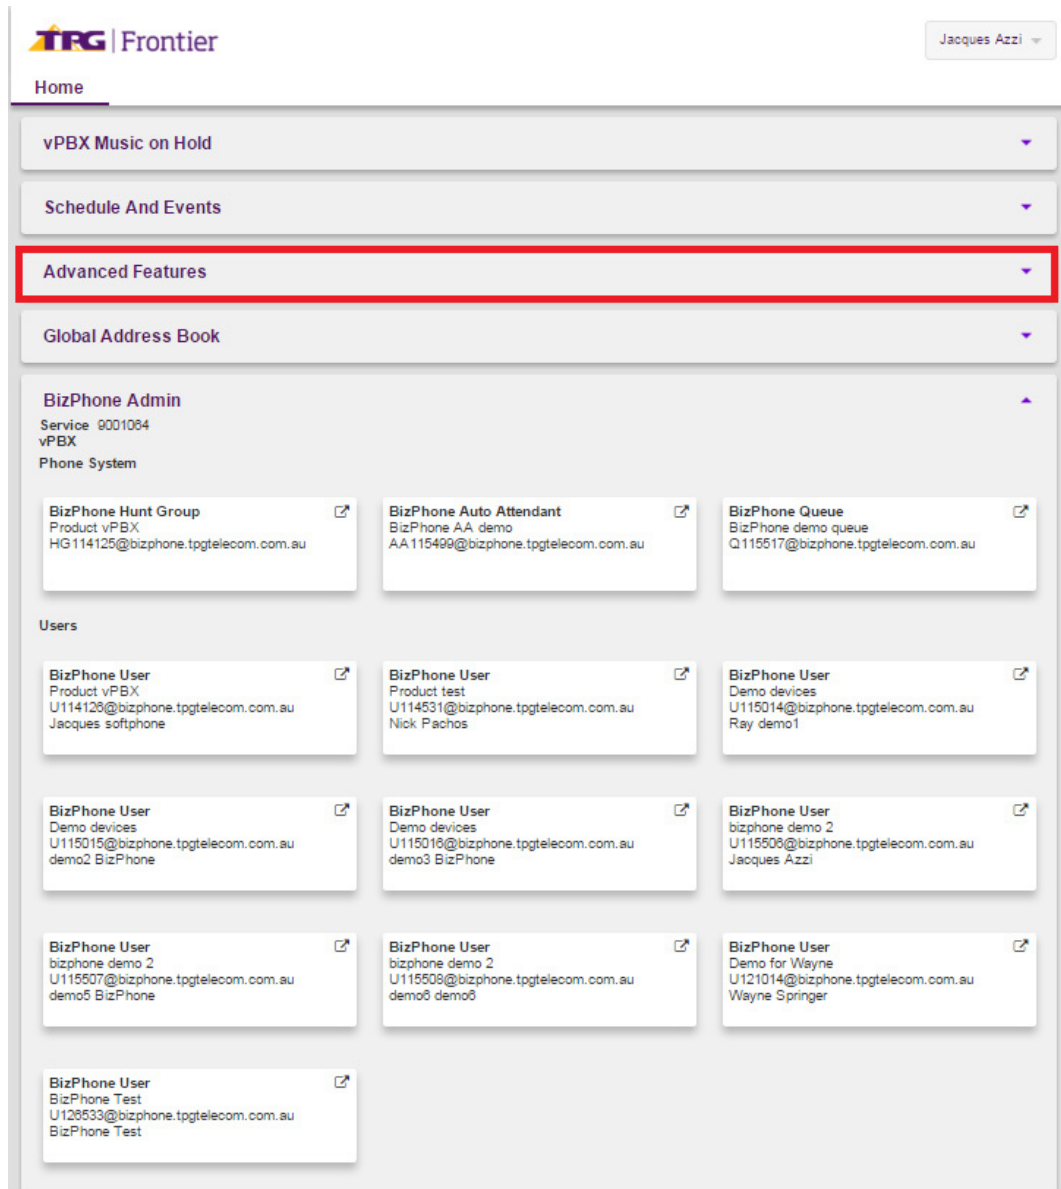 TPG | Frontier
Jacques Azzi
Home
vPBX Music on Hold
Schedule And Events
Advanced Features
Global Address Book
BizPhone Admin
Service 9001064
vPBX
Phone System
BizPhone Hunt Group
Product vPBX
HG114125@bizphone.tpgtelecom.com.au
BizPhone Auto Attendant
BizPhone AA demo
AA115499@bizphone.tpgtelecom.com.au
BizPhone Queue
BizPhone demo queue
Q115517@bizphone.tpgtelecom.com.au
Users
BizPhone User
Product vPBX
U114126@bizphone.tpgtelecom.com.au
Jacques softphone
BizPhone User
Product test
U114531@bizphone.tpgtelecom.com.au
Nick Pachos
BizPhone User
Demo devices
U115014@bizphone.tpgtelecom.com.au
Ray demo1
BizPhone User
Demo devices
U115015@bizphone.tpgtelecom.com.au
demo2 BizPhone
BizPhone User
Demo devices
U115016@bizphone.tpgtelecom.com.au
demo3 BizPhone
BizPhone User
bizphone demo 2
U115506@bizphone.tpgtelecom.com.au
Jacques Azzi
BizPhone User
bizphone demo 2
U115507@bizphone.tpgtelecom.com.au
demo5 BizPhone
BizPhone User
bizphone demo 2
U115508@bizphone.tpgtelecom.com.au
demo6 demo6
BizPhone User
Demo for Wayne
U121014@bizphone.tpgtelecom.com.au
Wayne Springer
BizPhone User
BizPhone Test
U126533@bizphone.tpgtelecom.com.au
BizPhone Test